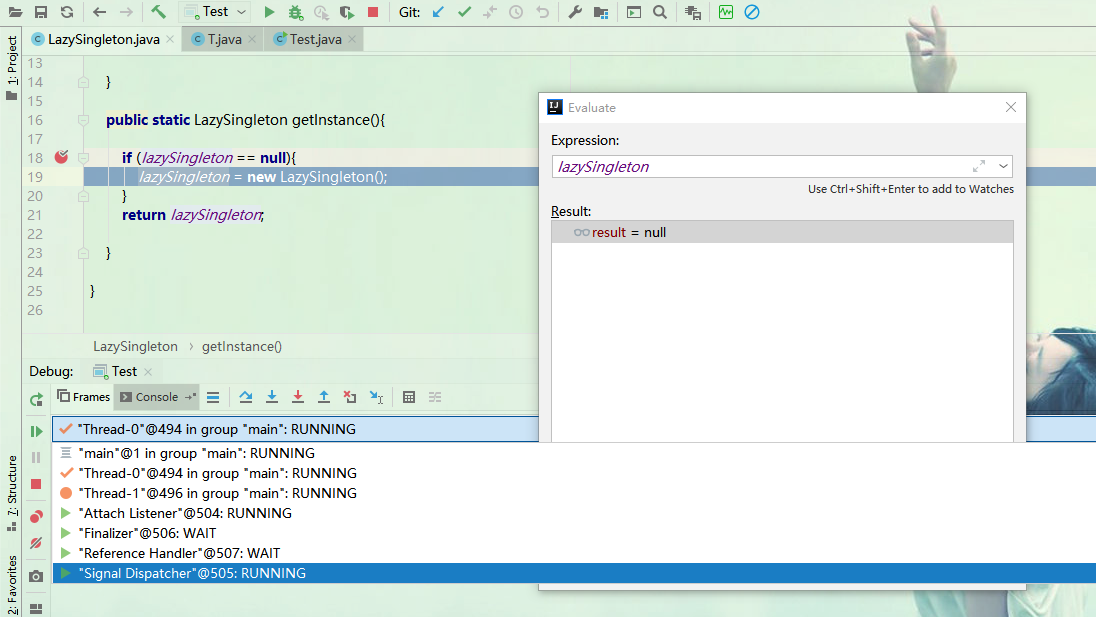 Test
Git:
LazySingleton.java
T.java
Test.java
1: Project
13
14 }
15
16 public static LazySingleton getInstance(){
17
18 if (lazySingleton == null){
19 lazySingleton = new LazySingleton();
20 }
21 return lazySingleton;
22
23 }
24
25 }
26
LazySingleton › getInstance()
Evaluate
Expression:
lazySingleton
Use Ctrl+Shift+Enter to add to Watches
Result:
result = null
Debug: Test
Frames Console
"Thread-0"@494 in group "main": RUNNING
"main"@1 in group "main": RUNNING
"Thread-0"@494 in group "main": RUNNING
"Thread-1"@496 in group "main": RUNNING
"Attach Listener"@504: RUNNING
"Finalizer"@506: WAIT
"Reference Handler"@507: WAIT
"Signal Dispatcher"@505: RUNNING
7: Structure
2: Favorites